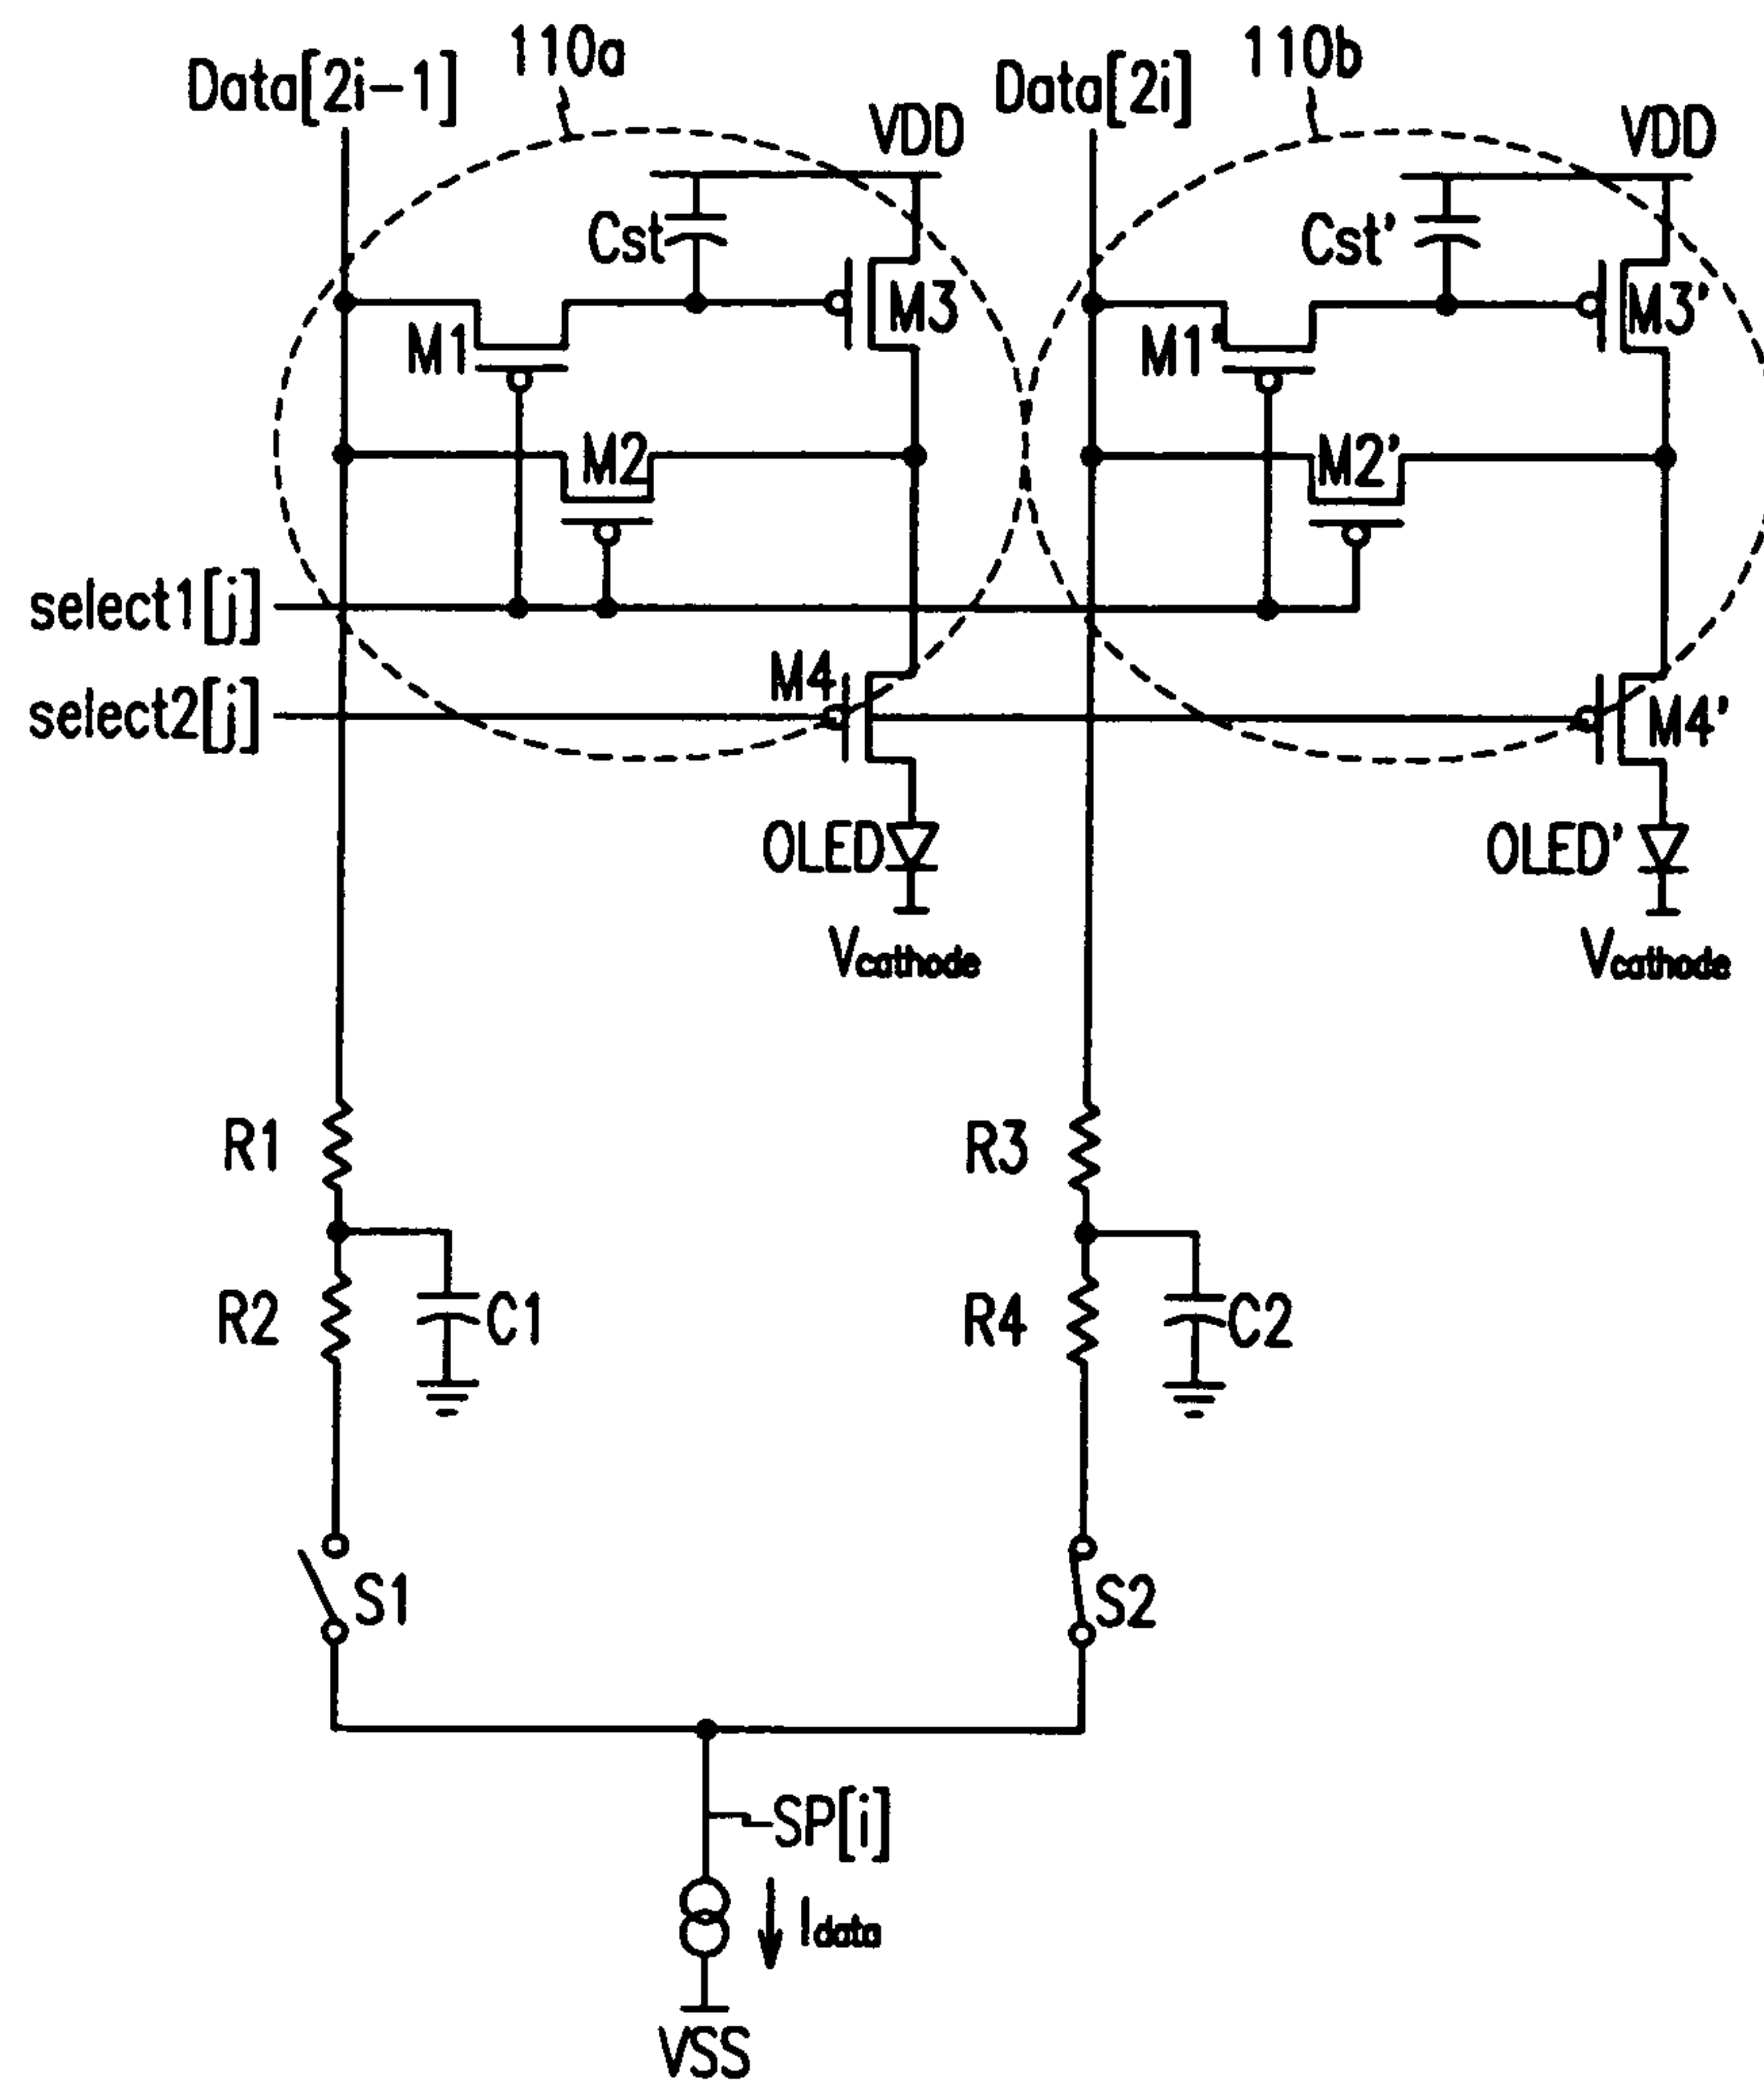 Data[2i-1] 110a Data[2i] 110b
VDD VDD
Cst Cst'
M3 M3'
M1 M1'
M2 M2'
select1[j]
M4
select2[j] M4'
OLED OLED'
Vcathode Vcathode
R1 R3
R2 C1 R4 C2
S1 S2
SP[i]
Idata
VSS